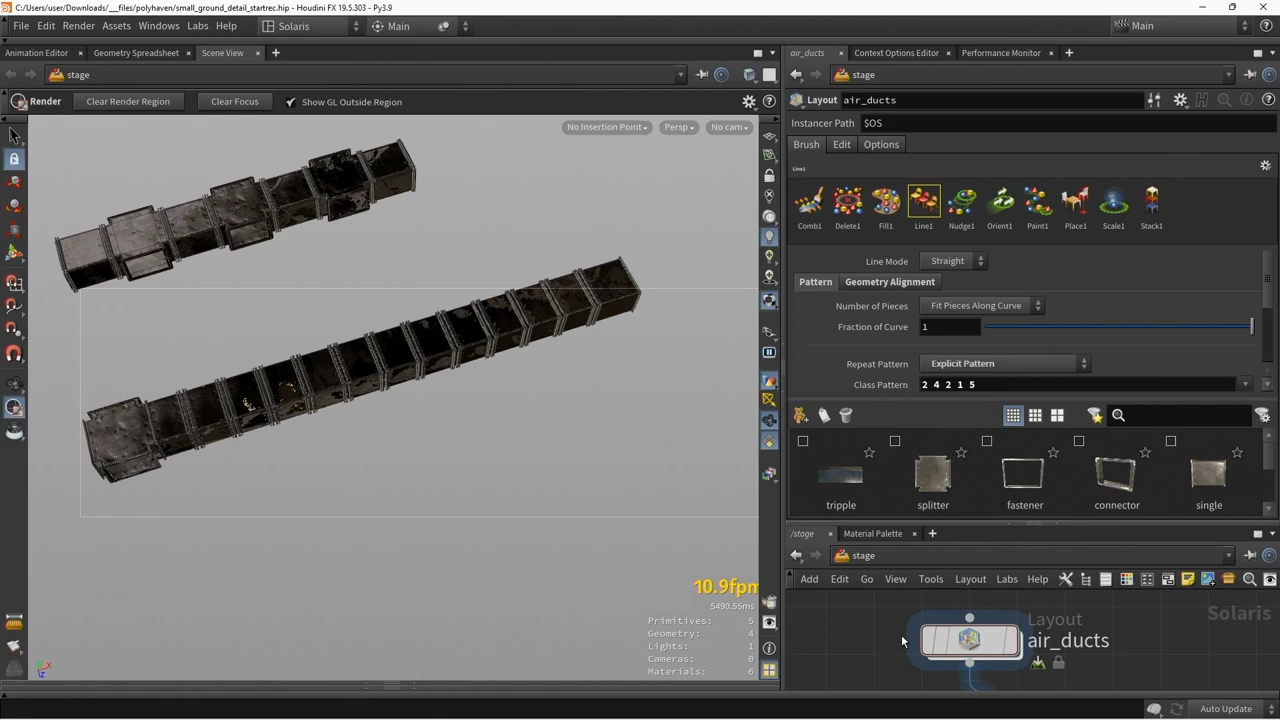 C:/Users/user/Downloads/__files/polyhaven/small_ground_detail_startrec.hip - Houdini FX 19.5.303 - Py3.9
File Edit Render Assets Windows Labs Help Solaris Main Main
Animation Editor Geometry Spreadsheet Scene View
air_ducts Context Options Editor Performance Monitor
stage
stage
Render Clear Render Region Clear Focus Show GL Outside Region
Layout air_ducts
No Insertion Point Persp No cam
Instancer Path $OS
Brush Edit Options
Line1
Comb1 Delete1 Fill1 Line1 Nudge1 Orient1 Paint1 Place1 Scale1 Stack1
Line Mode Straight
Pattern Geometry Alignment
Number of Pieces Fit Pieces Along Curve
Fraction of Curve 1
Repeat Pattern Explicit Pattern
Class Pattern 2 4 2 1 5
tripple splitter fastener connector single
/stage Material Palette
stage
Add Edit Go View Tools Layout Labs Help
10.9fps
5490.55ms
Primitives: 5
Geometry: 4
Lights: 1
Cameras: 0
Materials: 6
Solaris
Layout
air_ducts
Auto Update